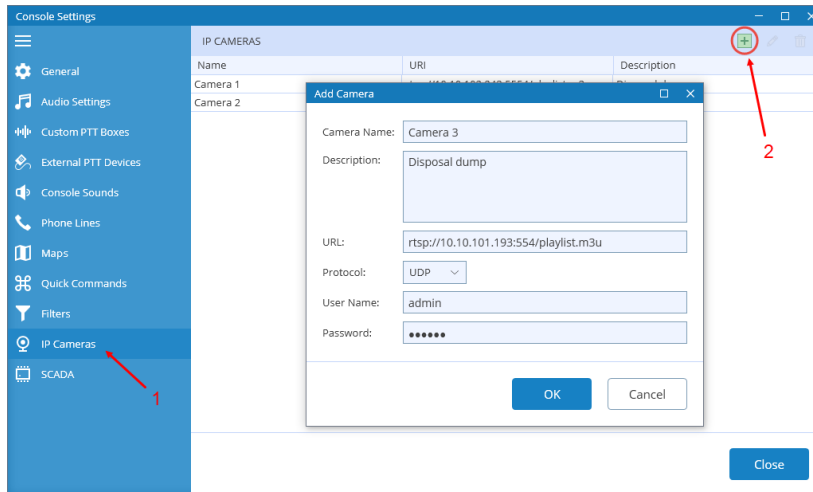 Console Settings
IP CAMERAS
General
Audio Settings
Custom PTT Boxes
External PTT Devices
Console Sounds
Phone Lines
Maps
Quick Commands
Filters
IP Cameras
SCADA
1
2
Name URI Description
Camera 1
Camera 2
Add Camera
Camera Name: Camera 3
Description: Disposal dump
URL: rtsp://10.10.101.193:554/playlist.m3u
Protocol: UDP
User Name: admin
Password: ●●●●●●
OK Cancel
Close